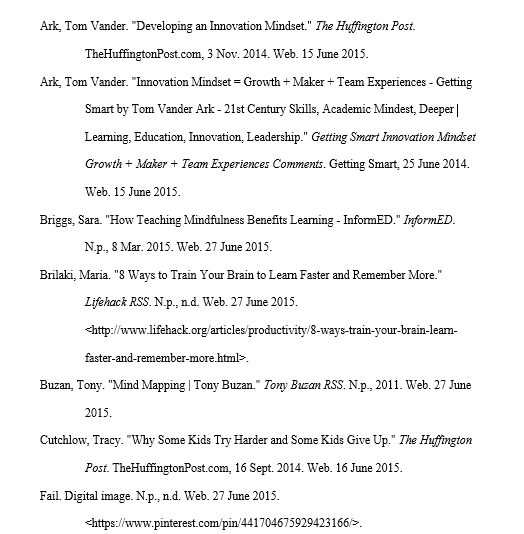 Ark, Tom Vander. "Developing an Innovation Mindset." The Huffington Post.
TheHuffingtonPost.com, 3 Nov. 2014. Web. 15 June 2015.
Ark, Tom Vander. "Innovation Mindset = Growth + Maker + Team Experiences - Getting
Smart by Tom Vander Ark - 21st Century Skills, Academic Mindest, Deeper |
Learning, Education, Innovation, Leadership." Getting Smart Innovation Mindset
Growth + Maker + Team Experiences Comments. Getting Smart, 25 June 2014.
Web. 15 June 2015.
Briggs, Sara. "How Teaching Mindfulness Benefits Learning - InformED." InformED.
N.p., 8 Mar. 2015. Web. 27 June 2015.
Brilaki, Maria. "8 Ways to Train Your Brain to Learn Faster and Remember More."
Lifehack RSS. N.p., n.d. Web. 27 June 2015.
<http://www.lifehack.org/articles/productivity/8-ways-train-your-brain-learn-
faster-and-remember-more.html>.
Buzan, Tony. "Mind Mapping | Tony Buzan." Tony Buzan RSS. N.p., 2011. Web. 27 June
2015.
Cutchlow, Tracy. "Why Some Kids Try Harder and Some Kids Give Up." The Huffington
Post. TheHuffingtonPost.com, 16 Sept. 2014. Web. 16 June 2015.
Fail. Digital image. N.p., n.d. Web. 27 June 2015.
<https://www.pinterest.com/pin/441704675929423166/>.